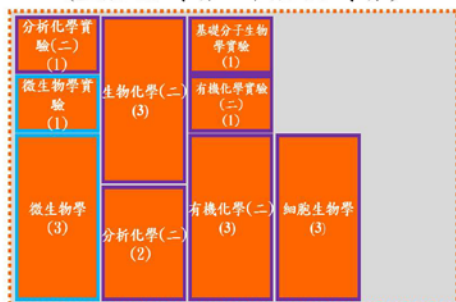 分析化學實
驗(二)
(1)
微生物學實
驗
(1)
微生物學
(3)
生物化學(二)
(3)
分析化學(二)
(2)
基礎分子生物
學實驗
(1)
有機化學實驗
(二)
(1)
有機化學(二)
(3)
細胞生物學
(3)